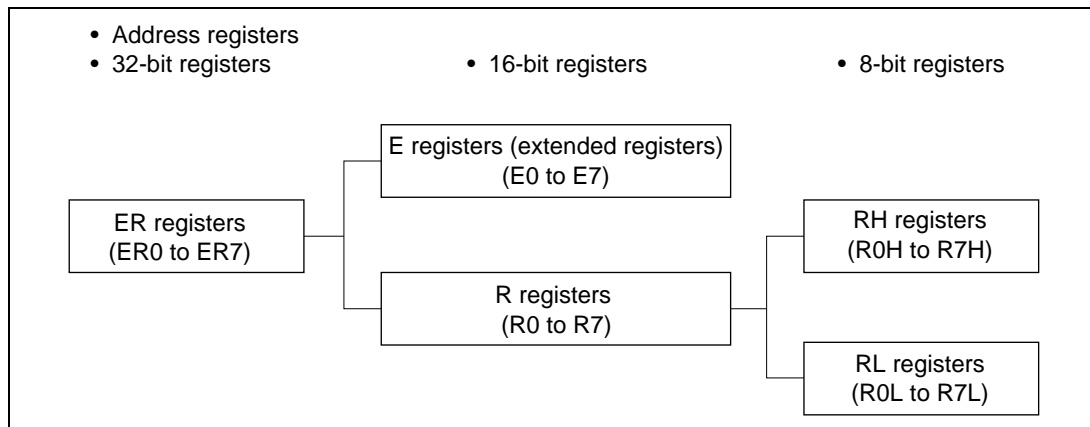 • Address registers
• 32-bit registers
• 16-bit registers
• 8-bit registers
E registers (extended registers)
(E0 to E7)
ER registers
(ER0 to ER7)
RH registers
(R0H to R7H)
R registers
(R0 to R7)
RL registers
(R0L to R7L)